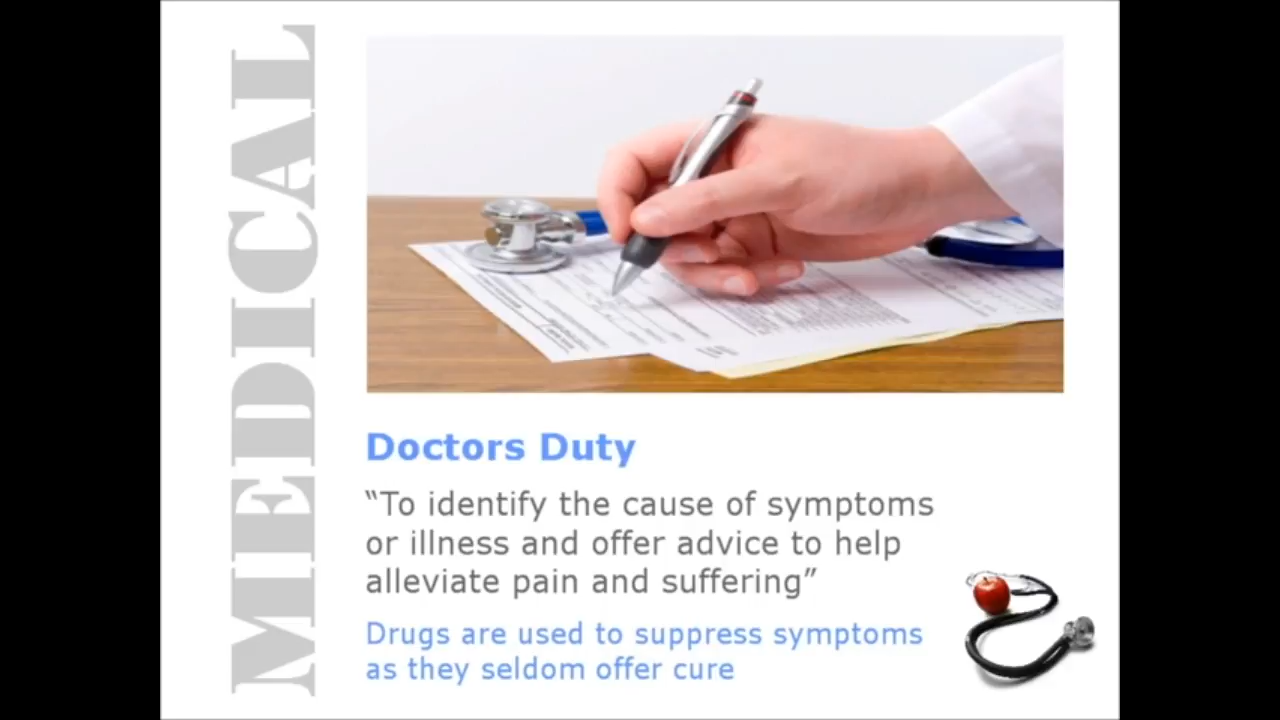 MEDICAL
Doctors Duty
“To identify the cause of symptoms
or illness and offer advice to help
alleviate pain and suffering”
Drugs are used to suppress symptoms
as they seldom offer cure